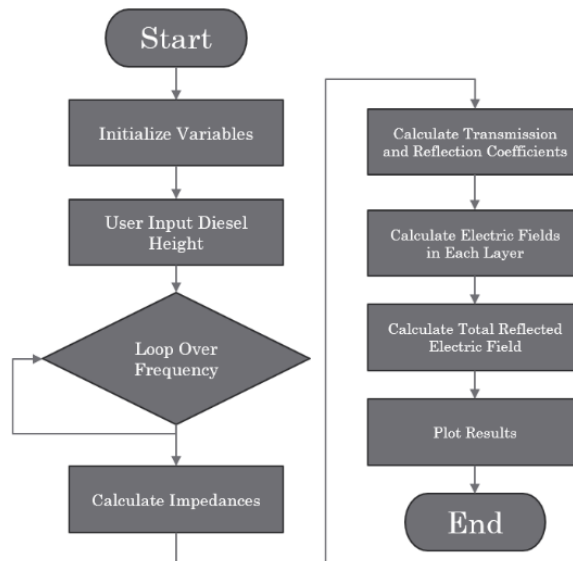 Start
Initialize Variables
User Input Diesel
Height
Loop Over
Frequency
Calculate Impedances
Calculate Transmission
and Reflection Coefficients
Calculate Electric Fields
in Each Layer
Calculate Total Reflected
Electric Field
Plot Results
End